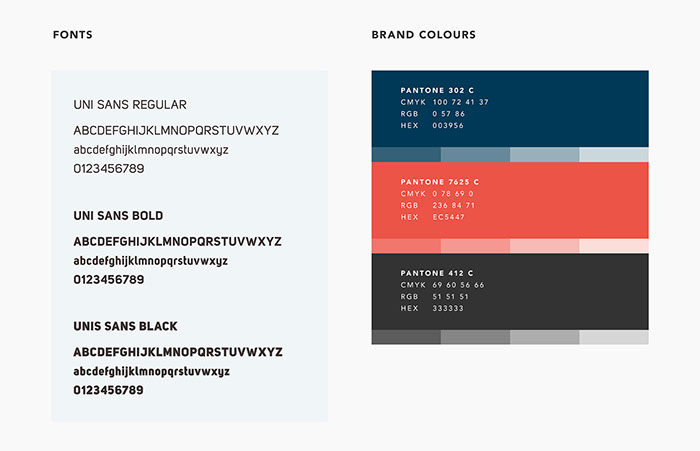 FONTS
UNI SANS REGULAR
ABCDEFGHIJKLMNOPQRSTUVWXYZ
abcdefghijklmnopqrstuvwxyz
0123456789
UNI SANS BOLD
ABCDEFGHIJKLMNOPQRSTUVWXYZ
abcdefghijklmnopqrstuvwxyz
0123456789
UNIS SANS BLACK
ABCDEFGHIJKLMNOPQRSTUVWXYZ
abcdefghijklmnopqrstuvwxyz
0123456789
BRAND COLOURS
PANTONE 302 C
CMYK 100 72 41 37
RGB 0 57 86
HEX 003956
PANTONE 7625 C
CMYK 0 78 69 0
RGB 236 84 71
HEX EC5447
PANTONE 412 C
CMYK 69 60 56 66
RGB 51 51 51
HEX 333333